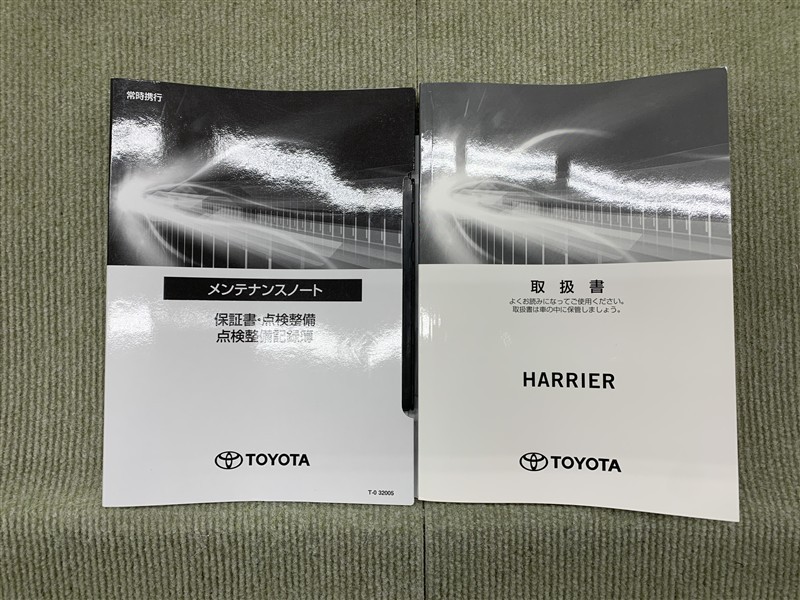 常時携行
メンテナンスノート
保証書・点検整備
点検整備記録簿
TOYOTA
T-0 32005
取扱書
よくお読みになってご使用ください。
取扱書は車の中に保管しましょう。
HARRIER
TOYOTA